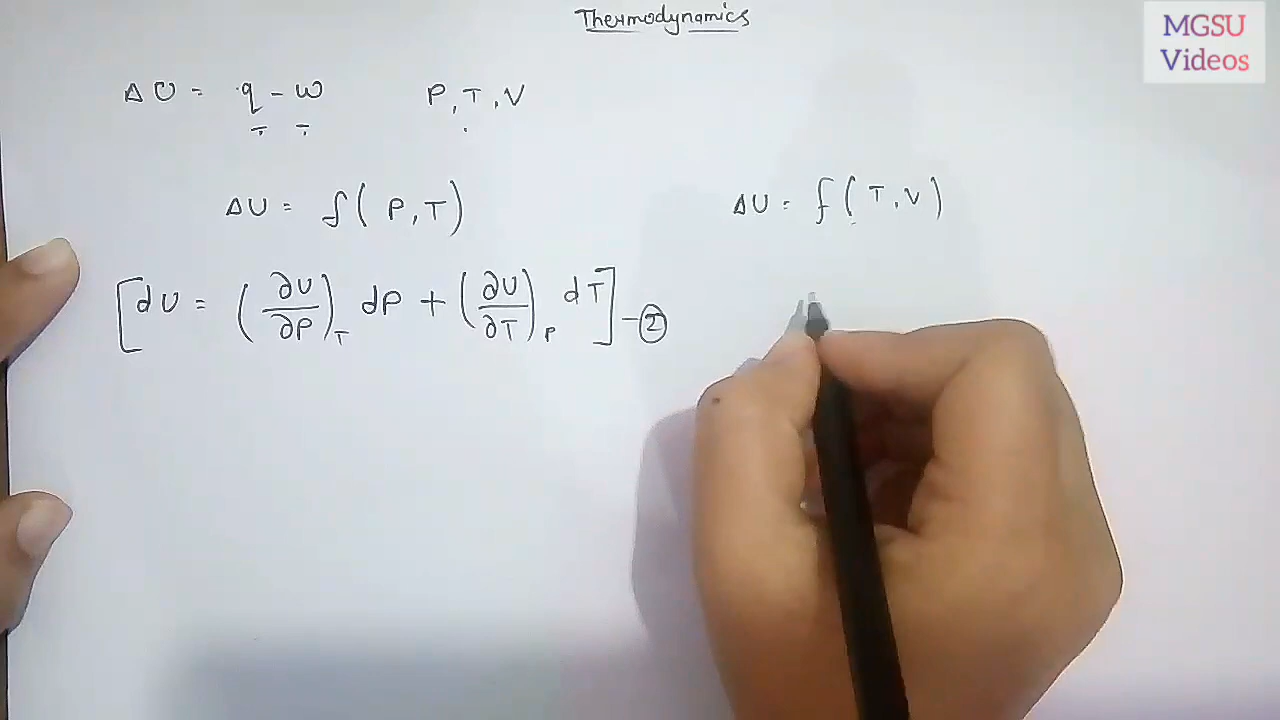 Thermodynamics
MGSU
Videos
ΔU = q - w
P, T, V
ΔU = f( P, T )
ΔU = f( T, V )
[ dU = (∂U/∂P)_T dP + (∂U/∂T)_P dT ] - ②